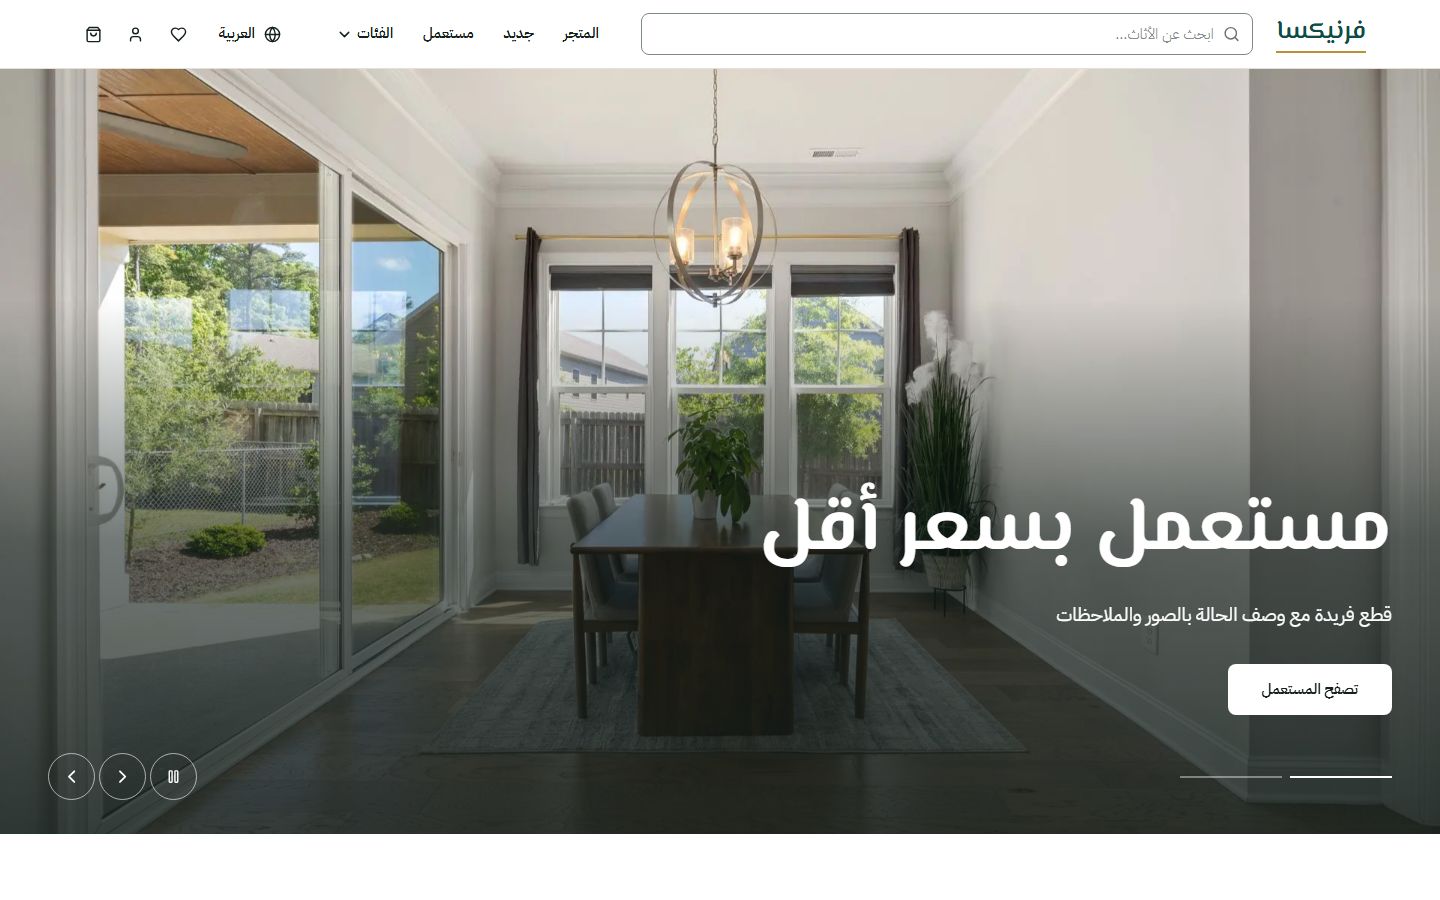 فرنيكسا
ابحث عن الأثاث...
المتجر
جديد
مستعمل
الفئات
العربية
مستعمل بسعر أقل
قطع فريدة مع وصف الحالة بالصور والملاحظات
تصفح المستعمل